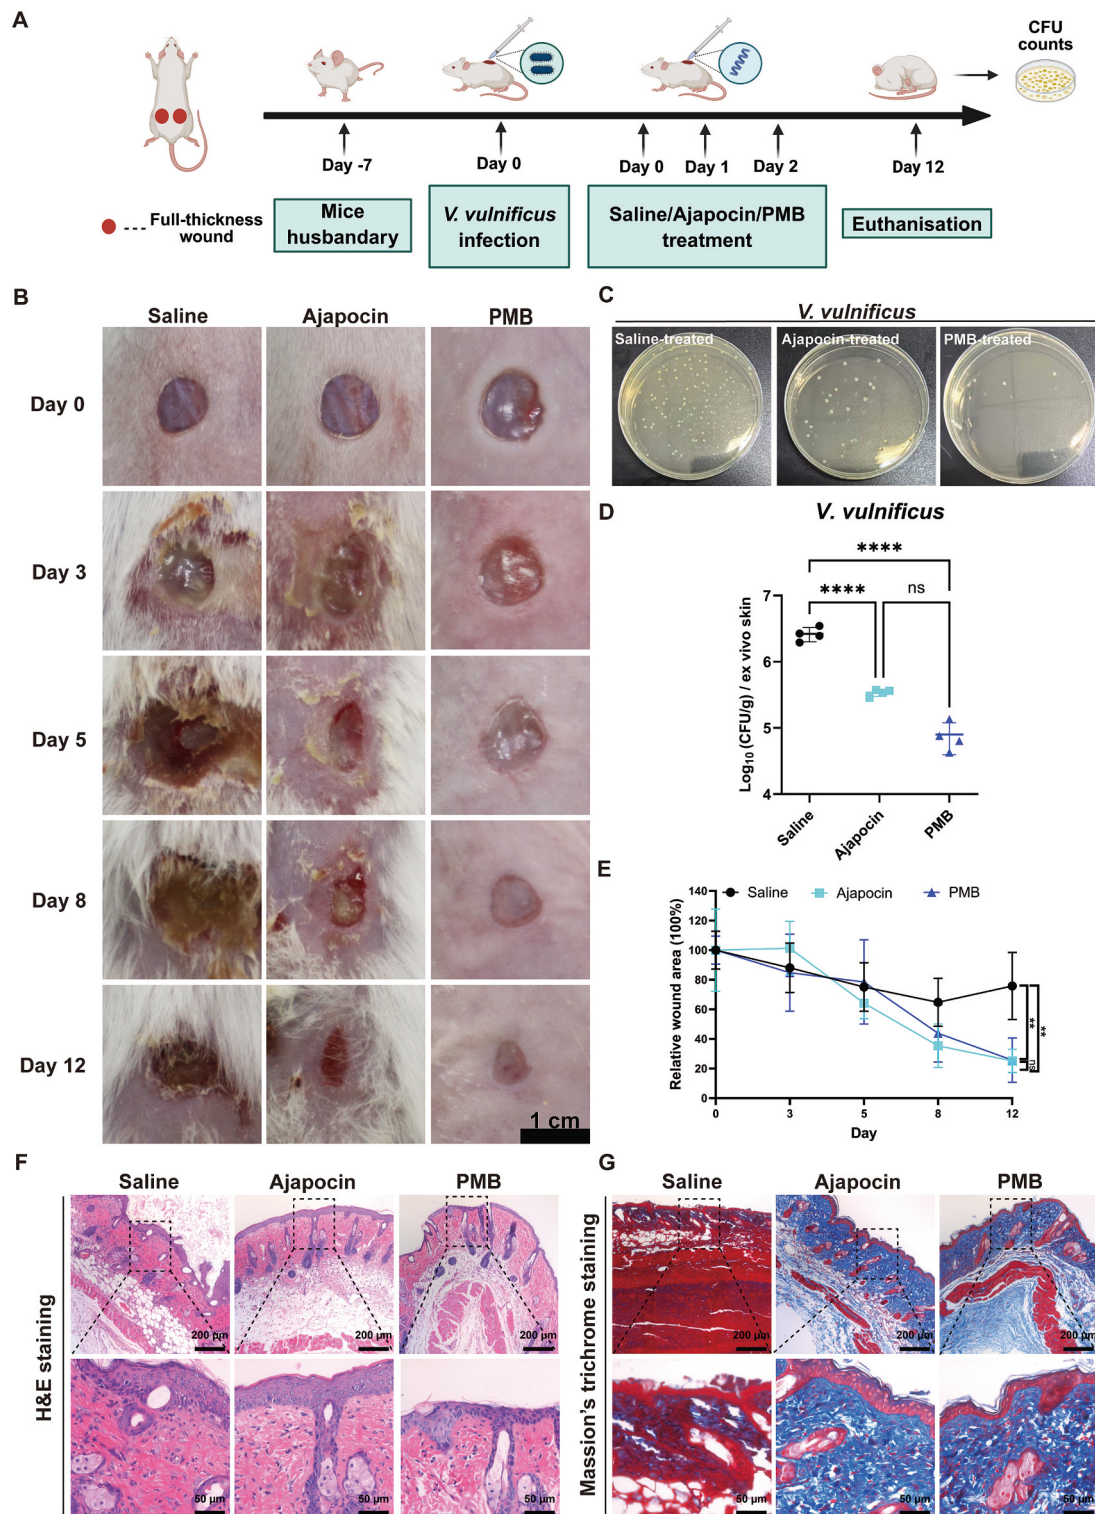 A
CFU
counts
Day -7
Day 0
Day 0
Day 1
Day 2
Day 12
Full-thickness
wound
Mice
husbandary
V. vulnificus
infection
Saline/Ajapocin/PMB
treatment
Euthanisation
B
Saline
Ajapocin
PMB
Day 0
Day 3
Day 5
Day 8
Day 12
1 cm
C
V. vulnificus
Saline-treated
Ajapocin-treated
PMB-treated
D
V. vulnificus
****
****
ns
Log₁₀ (CFU/g) / ex vivo skin
7
6
5
4
Saline
Ajapocin
PMB
E
Saline
Ajapocin
PMB
Relative wound area (100%)
140
120
100
80
60
40
20
0
0
3
5
8
12
Day
**
**
ns
F
Saline
Ajapocin
PMB
H&E staining
200 μm
200 μm
200 μm
50 μm
50 μm
50 μm
G
Saline
Ajapocin
PMB
Massion's trichrome staining
200 μm
200 μm
200 μm
50 μm
50 μm
50 μm